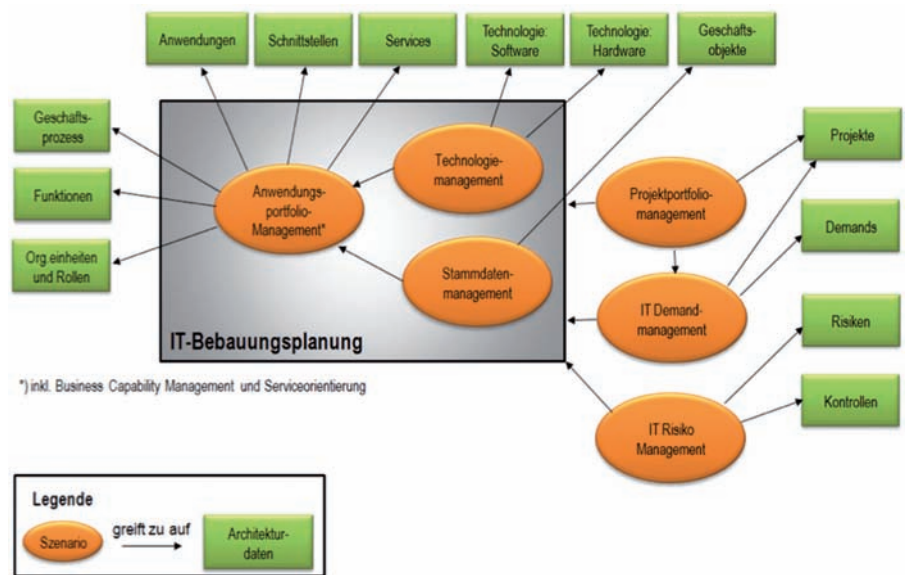 Anwendungen
Schnittstellen
Services
Technologie:
Software
Technologie:
Hardware
Geschäfts-
objekte
Geschäfts-
prozess
Funktionen
Org.einheiten
und Rollen
Anwendungs
portfolio-
Management*
Technologie-
management
Stammdaten-
management
IT-Bebauungsplanung
Projektportfolio-
management
IT Demand-
management
IT Risiko
Management
Projekte
Demands
Risiken
Kontrollen
*) inkl. Business Capability Management und Serviceorientierung
Legende
Szenario
greift zu auf
Architektur-
daten